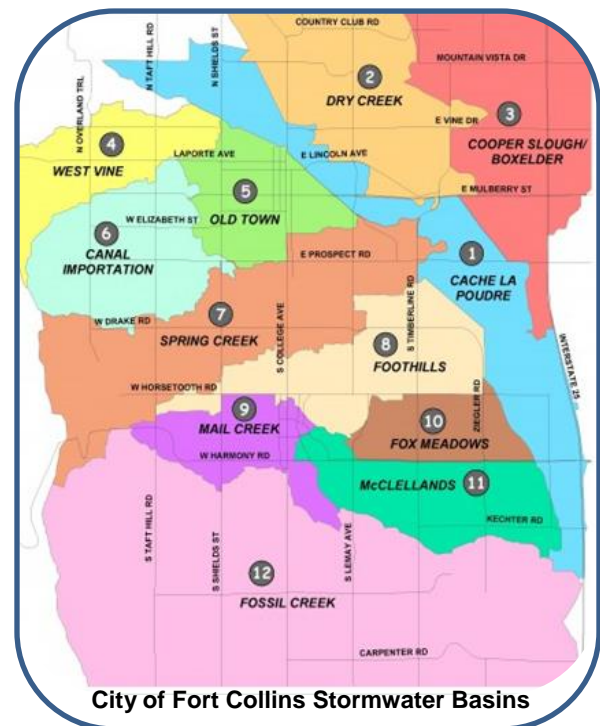 COUNTRY CLUB RD
N TAFT HILL RD
N SHIELDS ST
MOUNTAIN VISTA DR
2
DRY CREEK
N OVERLAND TRL
3
E VINE DR
COOPER SLOUGH/
BOXELDER
4
WEST VINE
LAPORTE AVE
E LINCOLN AVE
5
OLD TOWN
E MULBERRY ST
W ELIZABETH ST
6
CANAL
IMPORTATION
E PROSPECT RD
1
CACHE LA
POUDRE
W DRAKE RD
7
SPRING CREEK
S COLLEGE AVE
S TIMBERLINE RD
8
FOOTHILLS
INTERSTATE 25
W HORSETOOTH RD
9
MAIL CREEK
10
FOX MEADOWS
ZIEGLER RD
W HARMONY RD
McCLELLANDS
11
S TAFT HILL RD
S SHIELDS ST
S LEMAY AVE
KECHTER RD
12
FOSSIL CREEK
CARPENTER RD
City of Fort Collins Stormwater Basins